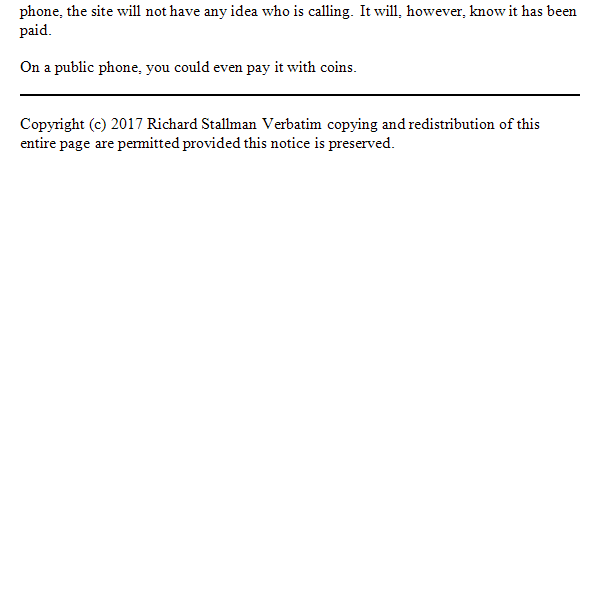 phone, the site will not have any idea who is calling. It will, however, know it has been
paid.
On a public phone, you could even pay it with coins.
Copyright (c) 2017 Richard Stallman Verbatim copying and redistribution of this
entire page are permitted provided this notice is preserved.